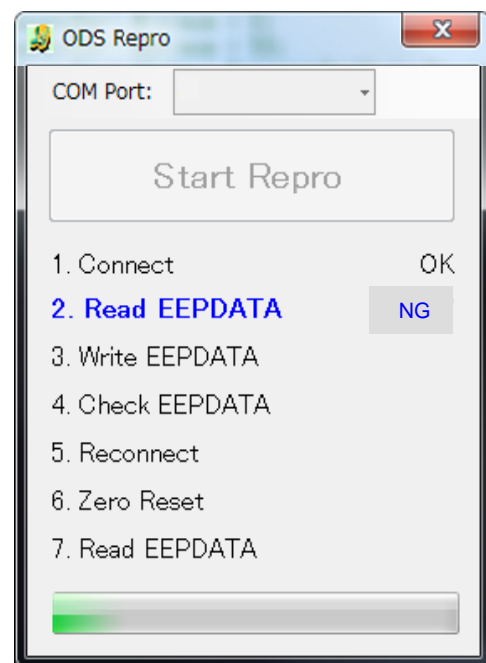 ODS Repro
COM Port:
Start Repro
1. Connect OK
2. Read EEPDATA NG
3. Write EEPDATA
4. Check EEPDATA
5. Reconnect
6. Zero Reset
7. Read EEPDATA